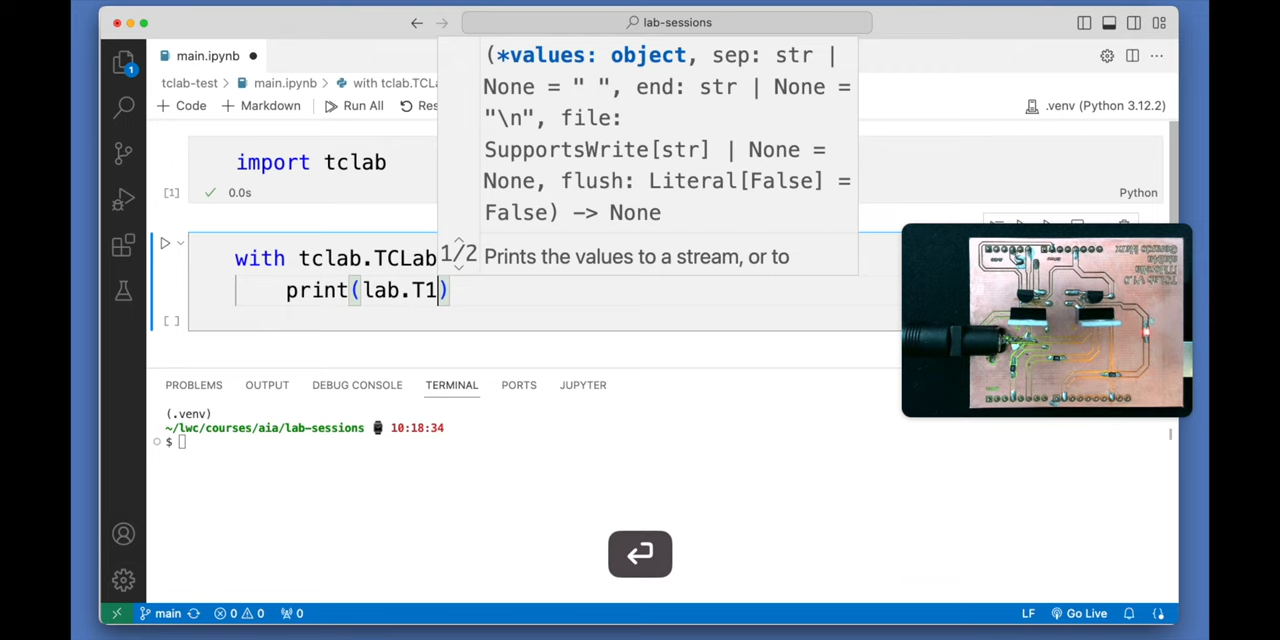 lab-sessions
main.ipynb
tclab-test > main.ipynb > with tclab.TCL
+ Code + Markdown Run All Res
.venv (Python 3.12.2)
(*values: object, sep: str |
None = " ", end: str | None =
"\n", file:
SupportsWrite[str] | None =
None, flush: Literal[False] =
False) -> None
1/2 Prints the values to a stream, or to
import tclab
[1] 0.0s Python
with tclab.TCLab
print(lab.T1)
[ ]
PROBLEMS OUTPUT DEBUG CONSOLE TERMINAL PORTS JUPYTER
(.venv)
~/lwc/courses/aia/lab-sessions 10:18:34
$
1
main 0 0 0 LF Go Live